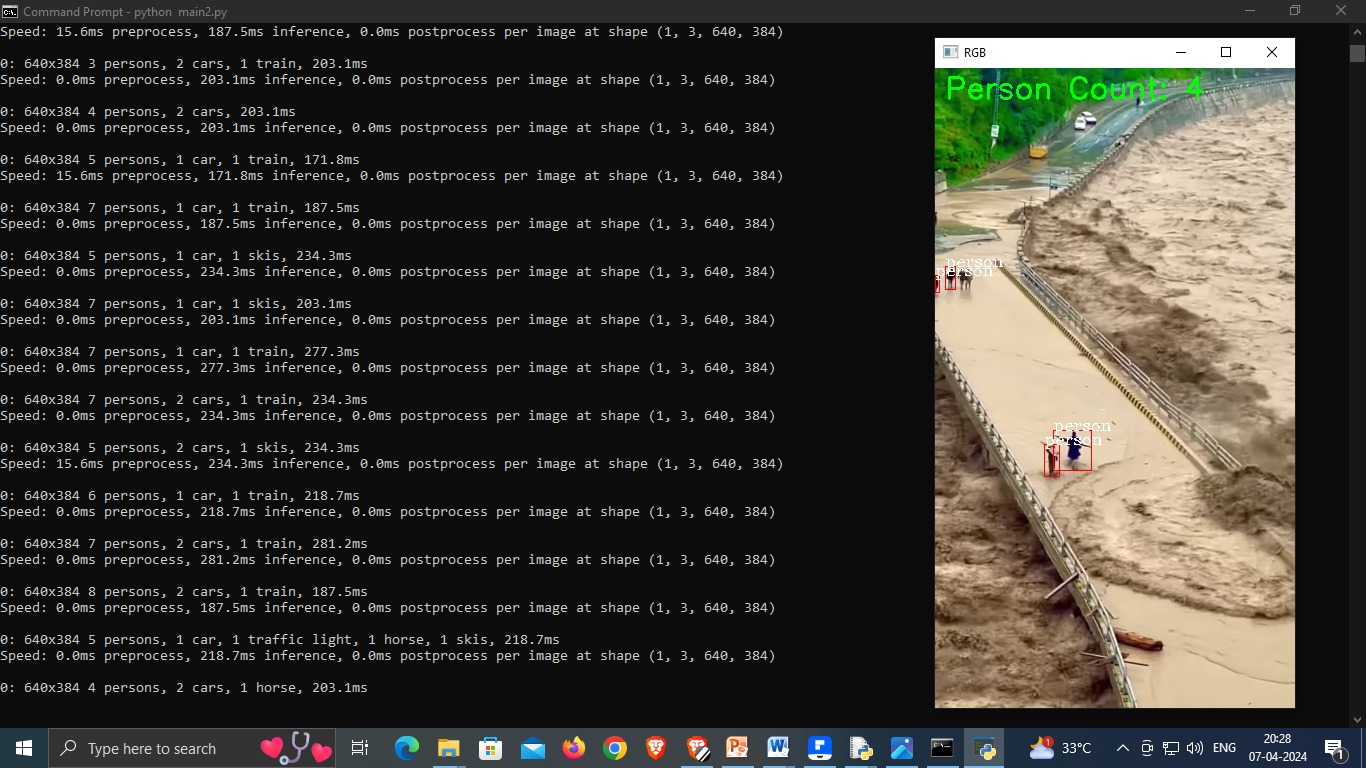 Command Prompt - python  main2.py
Speed: 15.6ms preprocess, 187.5ms inference, 0.0ms postprocess per image at shape (1, 3, 640, 384)
0: 640x384 3 persons, 2 cars, 1 train, 203.1ms
Speed: 0.0ms preprocess, 203.1ms inference, 0.0ms postprocess per image at shape (1, 3, 640, 384)
0: 640x384 4 persons, 2 cars, 203.1ms
Speed: 0.0ms preprocess, 203.1ms inference, 0.0ms postprocess per image at shape (1, 3, 640, 384)
0: 640x384 5 persons, 1 car, 1 train, 171.8ms
Speed: 15.6ms preprocess, 171.8ms inference, 0.0ms postprocess per image at shape (1, 3, 640, 384)
0: 640x384 7 persons, 1 car, 1 train, 187.5ms
Speed: 0.0ms preprocess, 187.5ms inference, 0.0ms postprocess per image at shape (1, 3, 640, 384)
0: 640x384 5 persons, 1 car, 1 skis, 234.3ms
Speed: 0.0ms preprocess, 234.3ms inference, 0.0ms postprocess per image at shape (1, 3, 640, 384)
0: 640x384 7 persons, 1 car, 1 skis, 203.1ms
Speed: 0.0ms preprocess, 203.1ms inference, 0.0ms postprocess per image at shape (1, 3, 640, 384)
0: 640x384 7 persons, 1 car, 1 train, 277.3ms
Speed: 0.0ms preprocess, 277.3ms inference, 0.0ms postprocess per image at shape (1, 3, 640, 384)
0: 640x384 7 persons, 2 cars, 1 train, 234.3ms
Speed: 0.0ms preprocess, 234.3ms inference, 0.0ms postprocess per image at shape (1, 3, 640, 384)
0: 640x384 5 persons, 2 cars, 1 skis, 234.3ms
Speed: 15.6ms preprocess, 234.3ms inference, 0.0ms postprocess per image at shape (1, 3, 640, 384)
0: 640x384 6 persons, 1 car, 1 train, 218.7ms
Speed: 0.0ms preprocess, 218.7ms inference, 0.0ms postprocess per image at shape (1, 3, 640, 384)
0: 640x384 7 persons, 2 cars, 1 train, 281.2ms
Speed: 0.0ms preprocess, 281.2ms inference, 0.0ms postprocess per image at shape (1, 3, 640, 384)
0: 640x384 8 persons, 2 cars, 1 train, 187.5ms
Speed: 0.0ms preprocess, 187.5ms inference, 0.0ms postprocess per image at shape (1, 3, 640, 384)
0: 640x384 5 persons, 1 car, 1 traffic light, 1 horse, 1 skis, 218.7ms
Speed: 0.0ms preprocess, 218.7ms inference, 0.0ms postprocess per image at shape (1, 3, 640, 384)
0: 640x384 4 persons, 2 cars, 1 horse, 203.1ms
RGB
Person Count: 4
person
person
person
person
Type here to search
1
33°C
ENG
20:28
07-04-2024
1